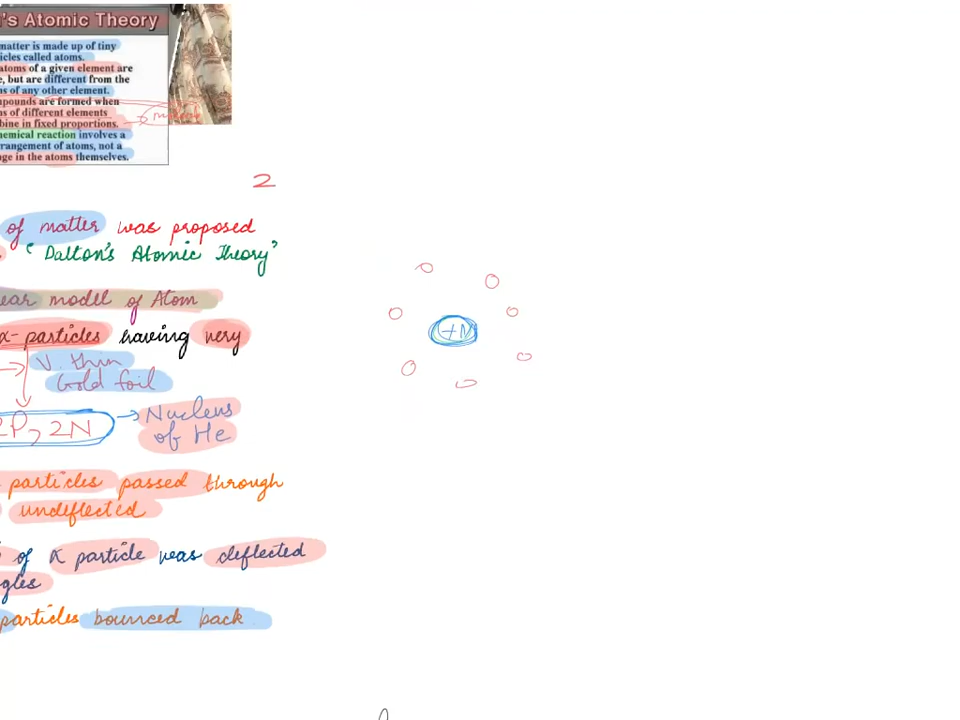 's Atomic Theory
matter is made up of tiny
icles called atoms.
atoms of a given element are
e, but are different from the
ns of any other element.
npounds are formed when
ns of different elements
bine in fixed proportions.
hemical reaction involves a
rrangement of atoms, not a
nge in the atoms themselves.
2
of matter was proposed
"Dalton's Atomic Theory"
ear model of Atom
α-particles having very
V. thin
Gold foil
2P, 2N → Nucleus
of He
particles passed through
undeflected
of α particle was deflected
gles
particles bounced back
+N